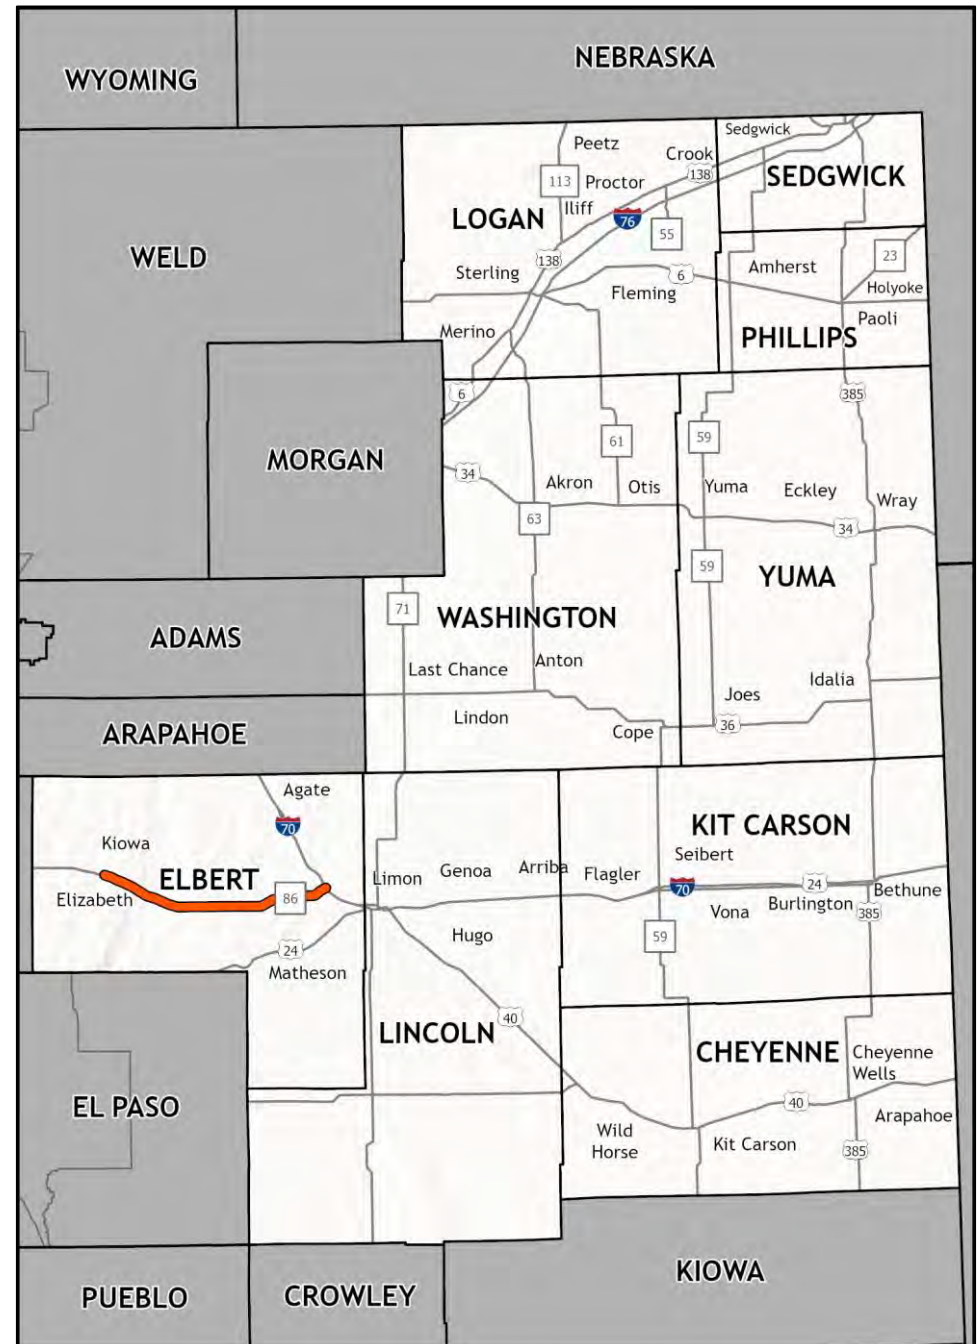 NEBRASKA
WYOMING
Sedgwick
Peetz
Crook
138
113
Proctor
SEDGWICK
Iliff
LOGAN
76
55
WELD
138
23
Sterling
6
Amherst
Holyoke
Fleming
Paoli
Merino
PHILLIPS
6
385
61
59
MORGAN
34
Akron
Otis
Yuma
Eckley
Wray
63
34
59
YUMA
71
WASHINGTON
ADAMS
Last Chance
Anton
Idalia
Joes
Lindon
36
Cope
ARAPAHOE
Agate
70
KIT CARSON
Kiowa
Seibert
ELBERT
Limon
Genoa
Arriba
Flagler
70
24
Bethune
Elizabeth
86
Vona
Burlington
385
Hugo
59
24
Matheson
40
LINCOLN
CHEYENNE
Cheyenne
Wells
EL PASO
40
Arapahoe
Wild
Horse
Kit Carson
385
KIOWA
PUEBLO
CROWLEY